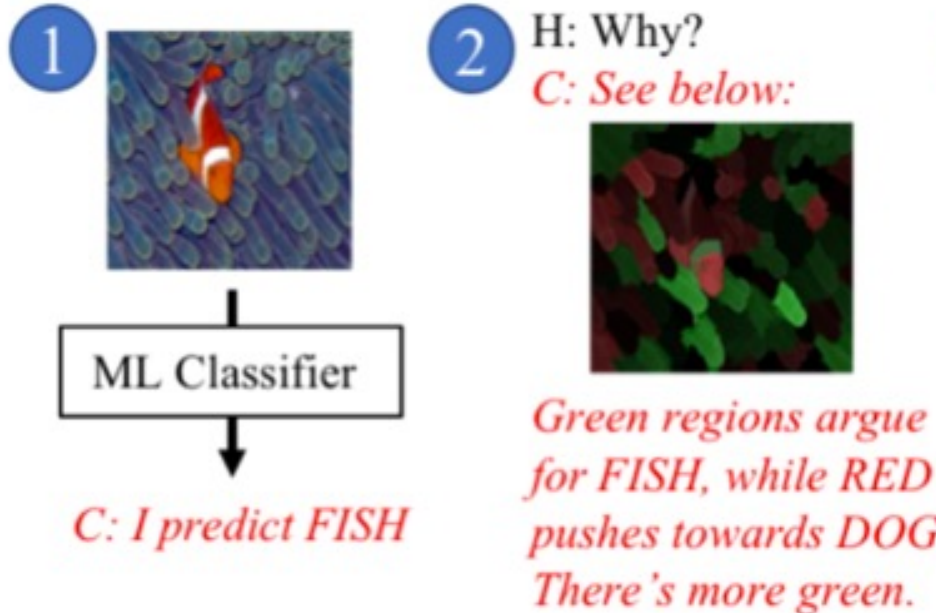 1
ML Classifier
C: I predict FISH
2
H: Why?
C: See below:
Green regions argue
for FISH, while RED
pushes towards DOG
There's more green.